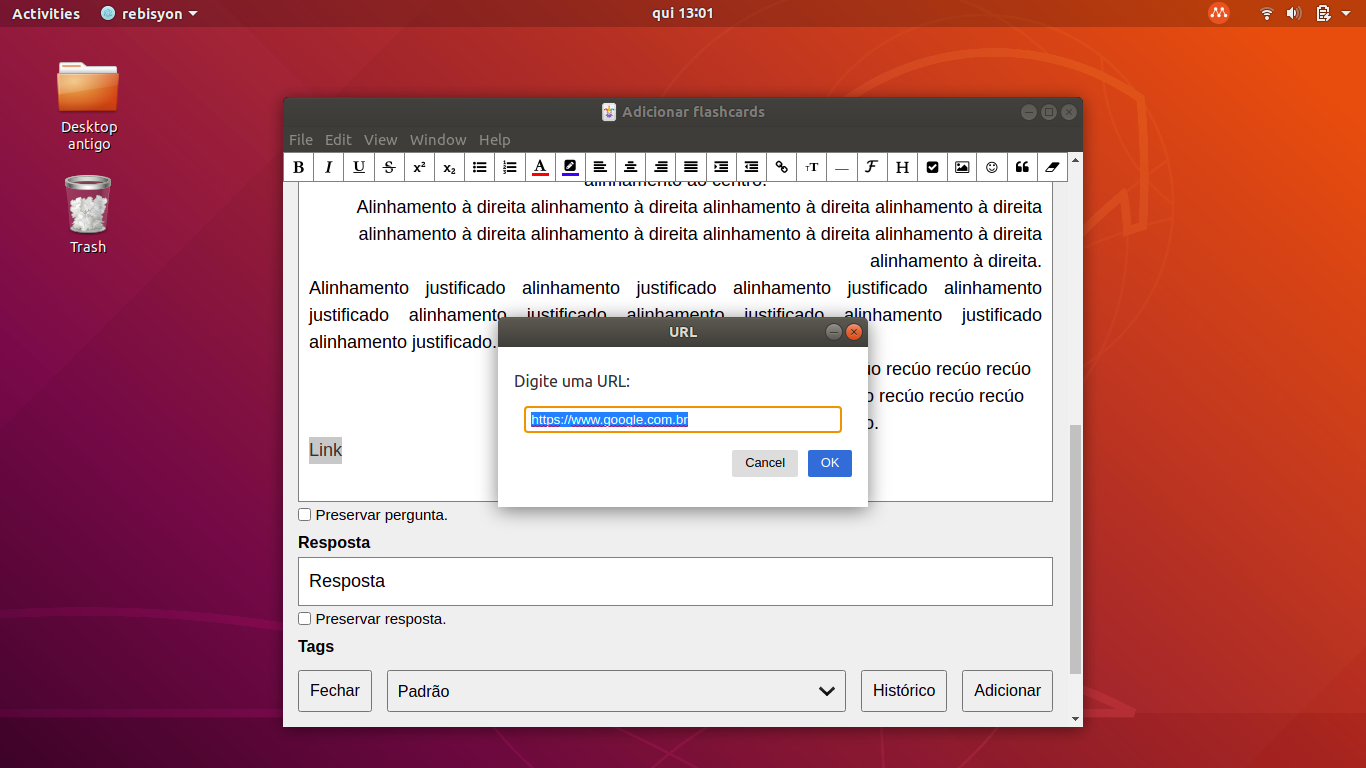 Activities rebisyon qui 13:01
Desktop
antigo
Trash
Adicionar flashcards
File Edit View Window Help
B I U S x² x₂ A тT — F H
alinhamento ao centro.
Alinhamento à direita alinhamento à direita alinhamento à direita alinhamento à direita
alinhamento à direita alinhamento à direita alinhamento à direita alinhamento à direita
alinhamento à direita.
Alinhamento justificado alinhamento justificado alinhamento justificado alinhamento
justificado alinhamento justificado alinhamento justificado alinhamento justificado
alinhamento justificado.
recúo recúo recúo
recúo recúo recúo
Link
URL
Digite uma URL:
https://www.google.com.br
Cancel OK
Preservar pergunta.
Resposta
Resposta
Preservar resposta.
Tags
Fechar Padrão Histórico Adicionar